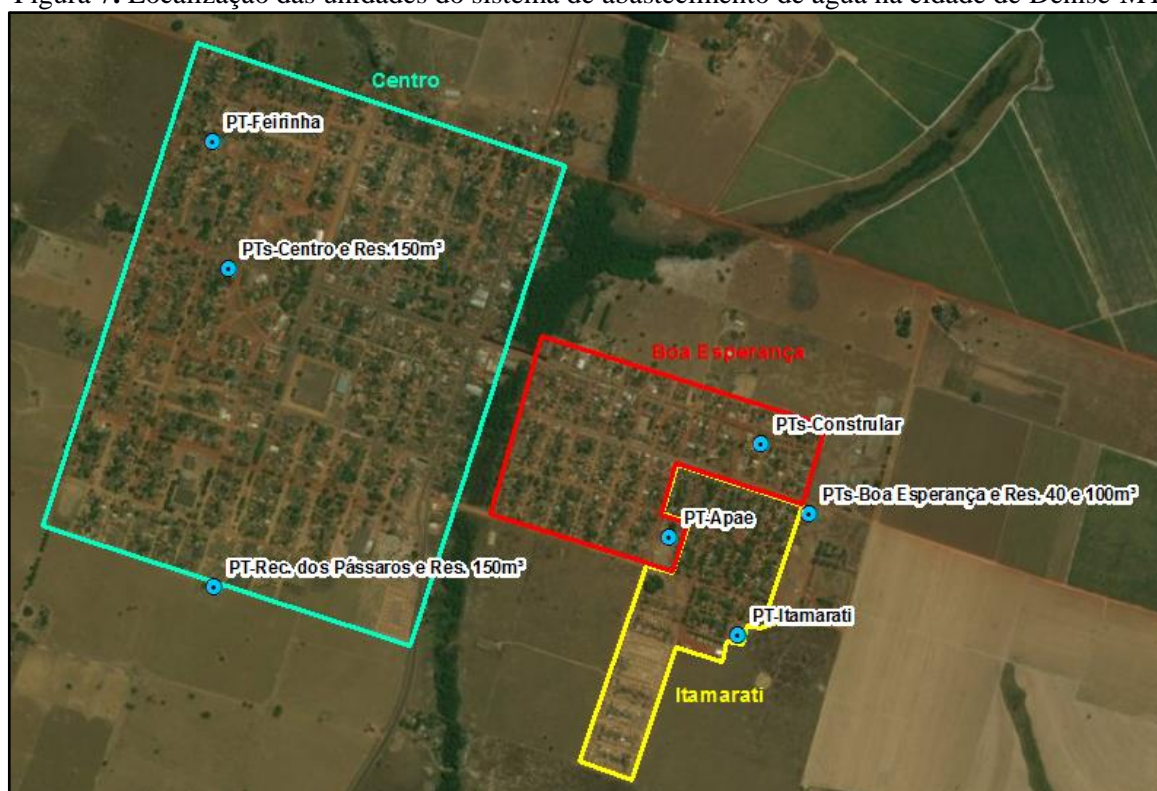 Figura 7. Localização das unidades do sistema de abastecimento de água na cidade de Denise-MT
Centro
PT-Feirinha
PTs-Centro e Res.150m³
Boa Esperança
PTs-Constrular
PTs-Boa Esperança e Res. 40 e 100m³
PT-Apae
PT-Rec. dos Pássaros e Res. 150m³
PT-Itamarati
Itamarati